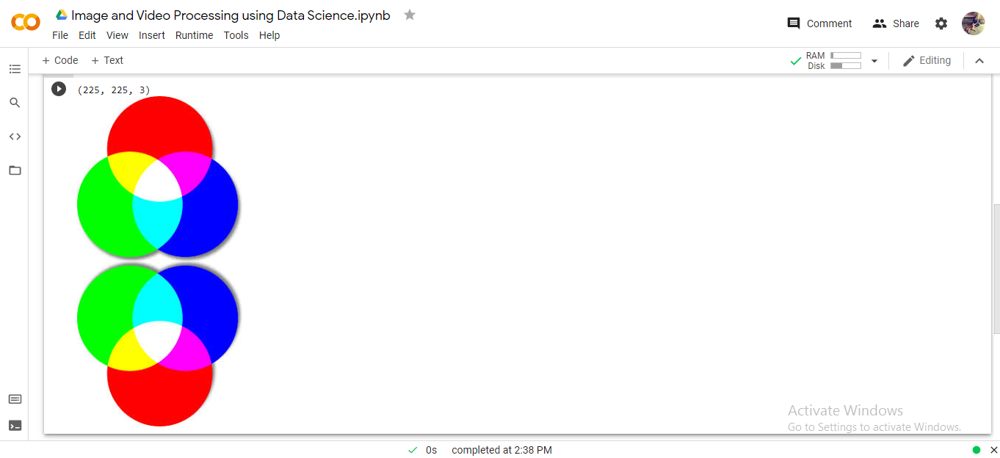 Image and Video Processing using Data Science.ipynb
File Edit View Insert Runtime Tools Help
Comment
Share
+ Code + Text
RAM
Disk
Editing
(225, 225, 3)
Activate Windows
Go to Settings to activate Windows.
0s completed at 2:38 PM